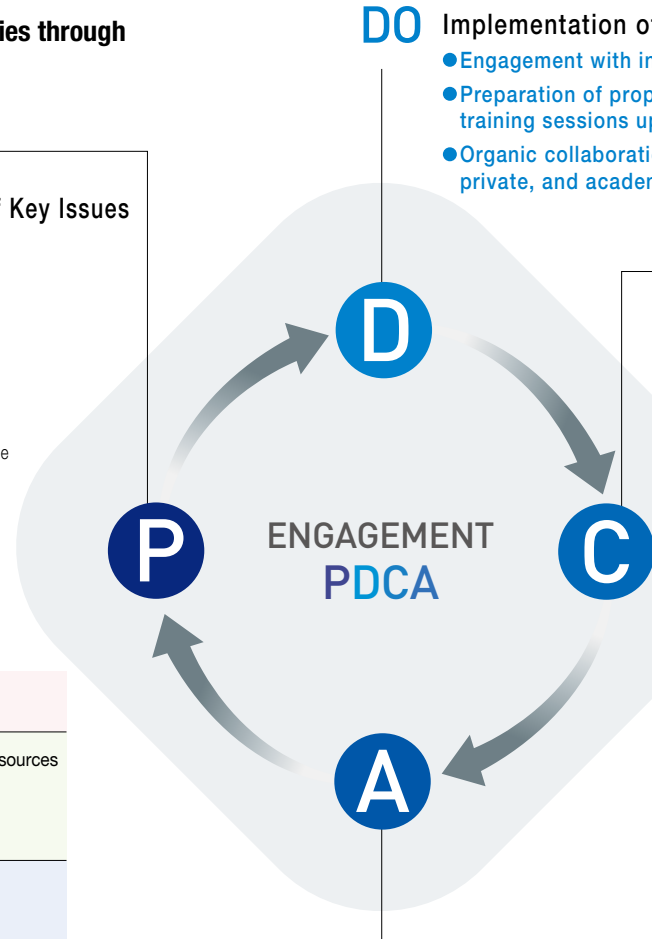 ies through
DO
Implementation of
●Engagement with in
●Preparation of prop
training sessions up
●Organic collaborati
private, and acader
Key Issues
D
e
P
ENGAGEMENT
PDCA
C
sources
A